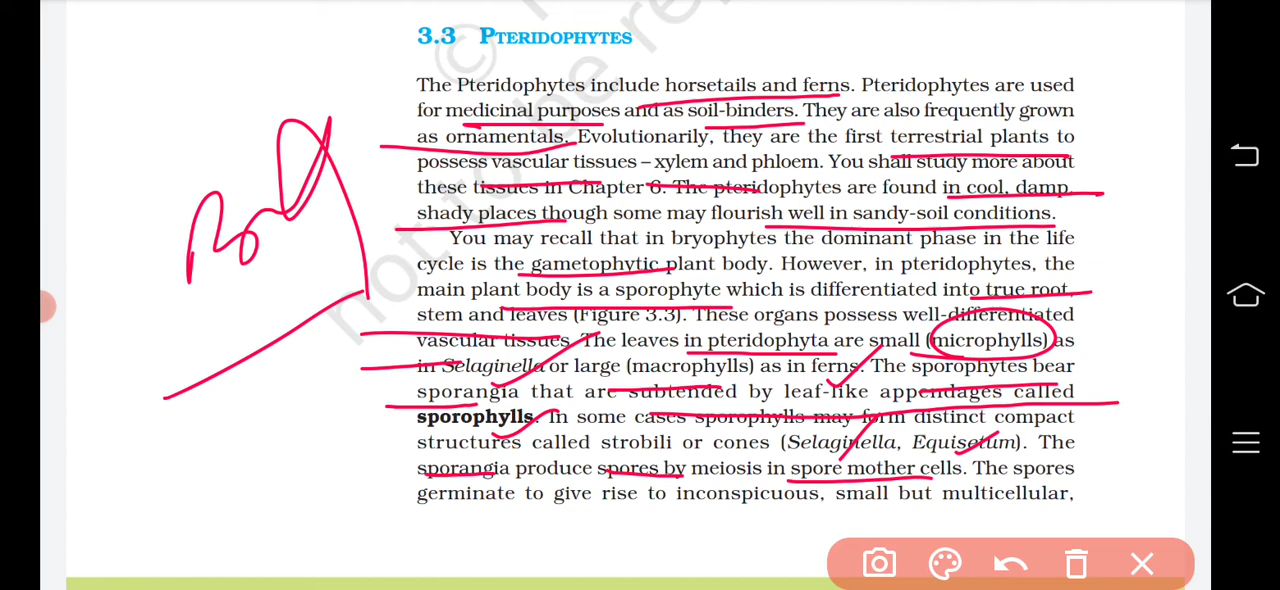 3.3 PTERIDOPHYTES
The Pteridophytes include horsetails and ferns. Pteridophytes are used
for medicinal purposes and as soil-binders. They are also frequently grown
as ornamentals. Evolutionarily, they are the first terrestrial plants to
possess vascular tissues – xylem and phloem. You shall study more about
these tissues in Chapter 6. The pteridophytes are found in cool, damp,
shady places though some may flourish well in sandy-soil conditions.
You may recall that in bryophytes the dominant phase in the life
cycle is the gametophytic plant body. However, in pteridophytes, the
main plant body is a sporophyte which is differentiated into true root,
stem and leaves (Figure 3.3). These organs possess well-differentiated
vascular tissues. The leaves in pteridophyta are small (microphylls) as
in Selaginella or large (macrophylls) as in ferns. The sporophytes bear
sporangia that are subtended by leaf-like appendages called
sporophylls. In some cases sporophylls may form distinct compact
structures called strobili or cones (Selaginella, Equisetum). The
sporangia produce spores by meiosis in spore mother cells. The spores
germinate to give rise to inconspicuous, small but multicellular,
© n
not to be re